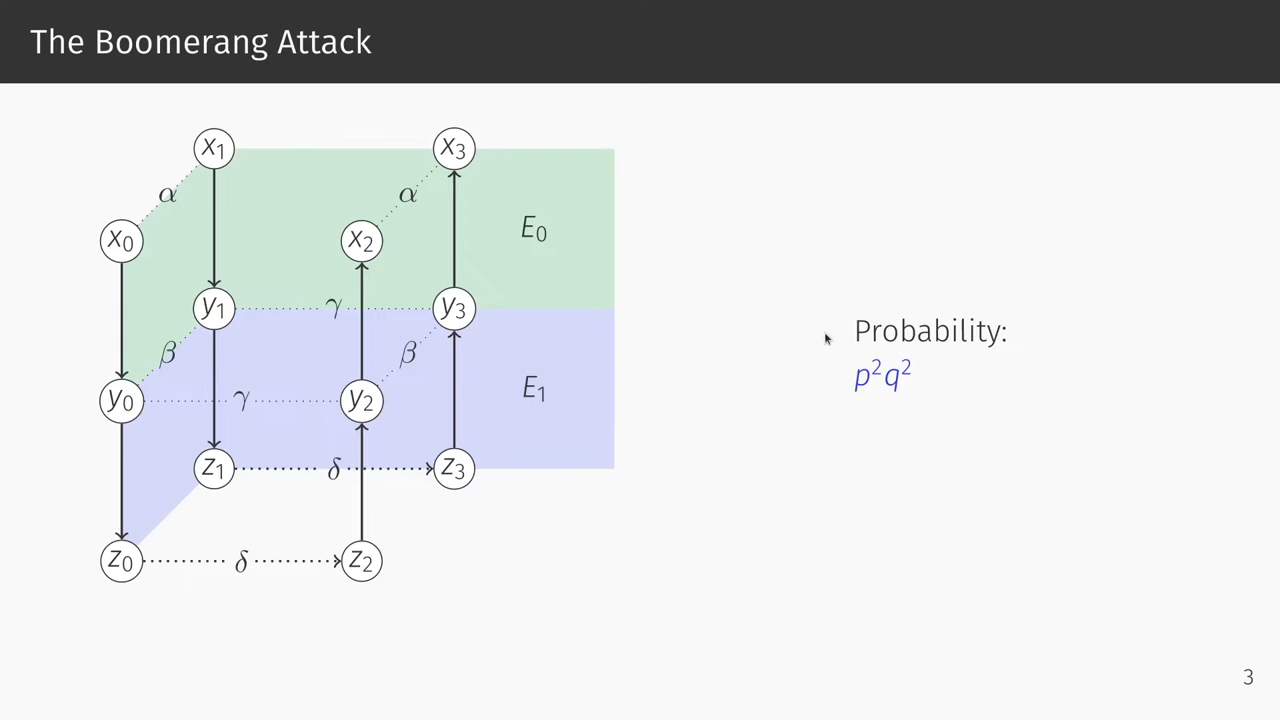 The Boomerang Attack
x₁
x₃
α
α
x₀
x₂
E₀
y₁
γ
y₃
β
β
y₀
γ
y₂
E₁
z₁
δ
z₃
z₀
δ
z₂
Probability:
p²q²
3